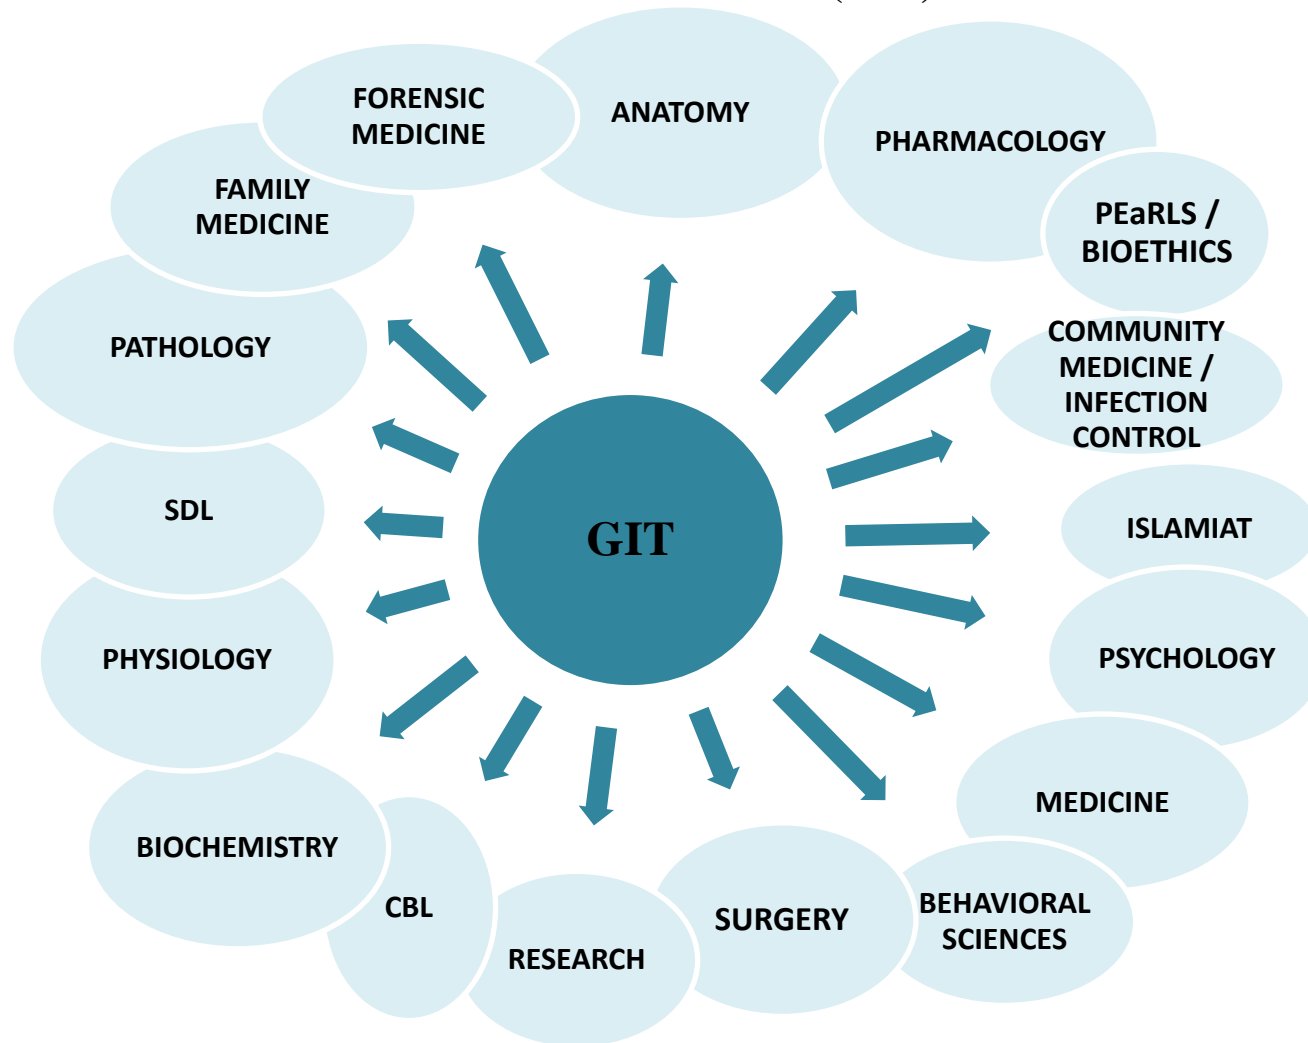 FORENSIC
MEDICINE
ANATOMY
PHARMACOLOGY
FAMILY
MEDICINE
PEaRLS /
BIOETHICS
PATHOLOGY
COMMUNITY
MEDICINE /
INFECTION
CONTROL
SDL
GIT
ISLAMIAT
PHYSIOLOGY
PSYCHOLOGY
MEDICINE
BIOCHEMISTRY
CBL
RESEARCH
SURGERY
BEHAVIORAL
SCIENCES